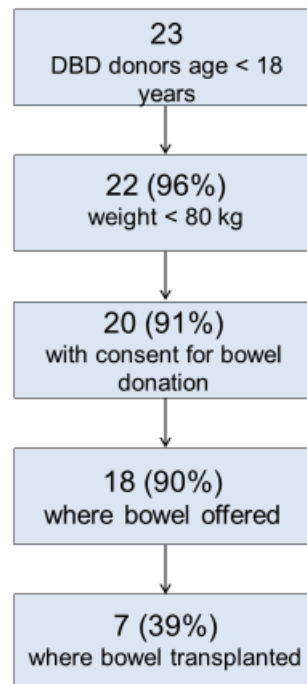 23
DBD donors age < 18
years
22 (96%)
weight < 80 kg
20 (91%)
with consent for bowel
donation
18 (90%)
where bowel offered
7 (39%)
where bowel transplanted